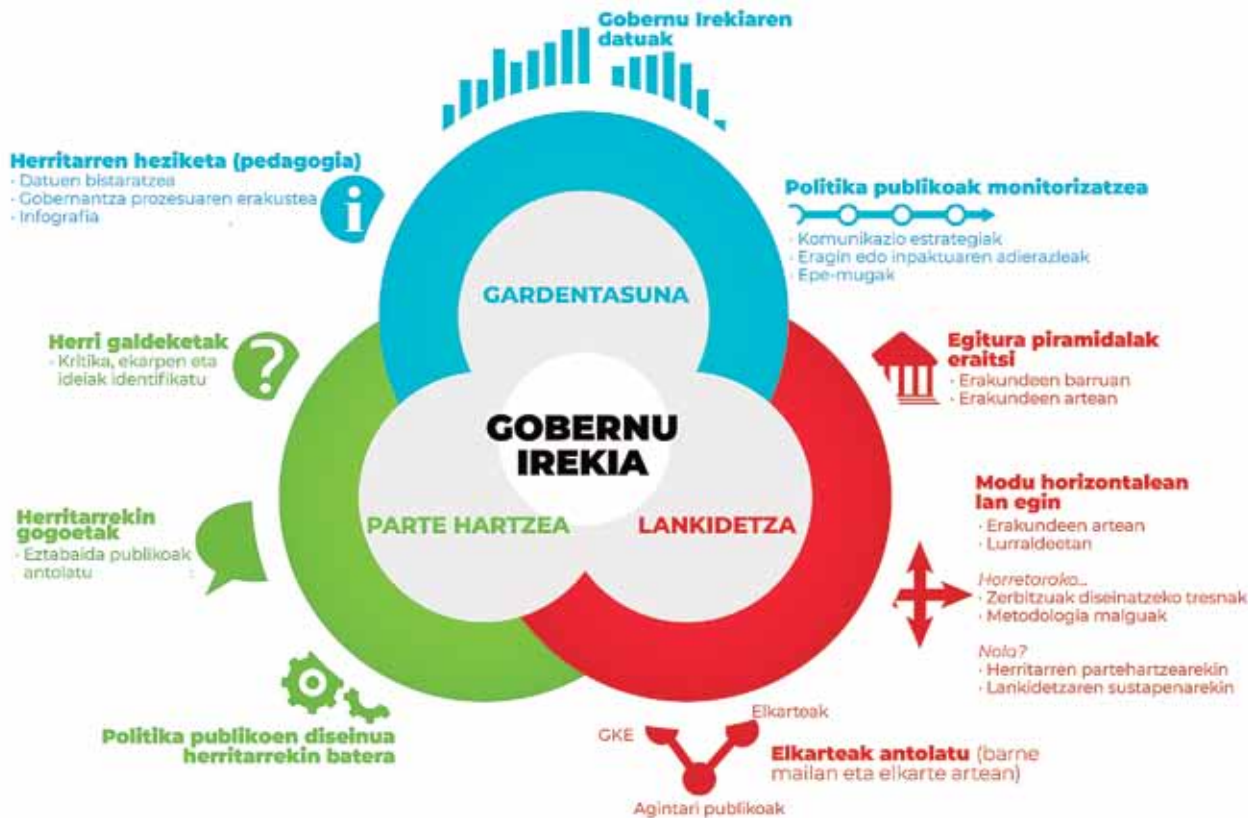 Gobernu Irekiaren
datuak
Herritarren heziketa (pedagogia)
· Datuen bistaratzea
· Gobernantza prozesuaren erakustea
· Infografia
i
Politika publikoak monitorizatzea
· Komunikazio estrategiak
· Eragin edo inpaktuaren adierazleak
· Epe-mugak
GARDENTASUNA
Herri galdeketak
· Kritika, ekarpen eta
ideiak identifikatu
?
Egitura piramidalak
eraitsi
· Erakundeen barruan
· Erakundeen artean
GOBERNU
IREKIA
PARTE HARTZEA
LANKIDETZA
Herritarrekin
gogoetak
· Eztabaida publikoak
antolatu
Modu horizontalean
lan egin
· Erakundeen artean
· Lurraldeetan
Horretaroko...
· Zerbitzuak diseinatzeko tresnak
· Metodologia malguak
Nola?
· Herritarren partehartzearekin
· Lankidetzaren sustapenarekin
Politika publikoen diseinua
herritarrekin batera
GKE
Elkarteak
Agintari publikoak
Elkarteak antolatu (barne
mailan eta elkarte artean)